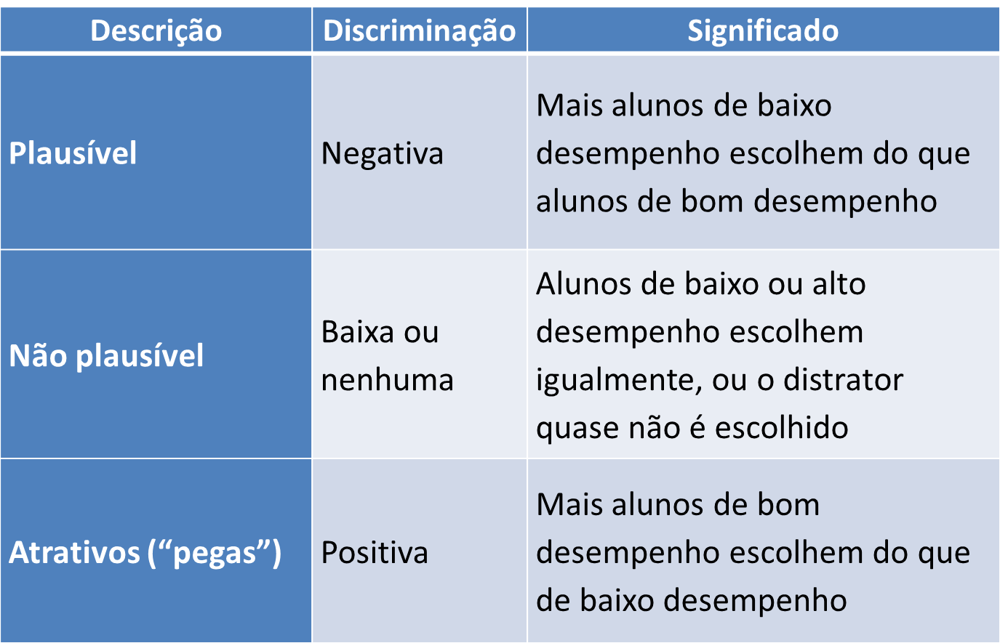 Descrição Discriminação Significado
Plausível
Negativa
Mais alunos de baixo
desempenho escolhem do que
alunos de bom desempenho
Não plausível
Baixa ou
nenhuma
Alunos de baixo ou alto
desempenho escolhem
igualmente, ou o distrator
quase não é escolhido
Atrativos (“pegas”)
Positiva
Mais alunos de bom
desempenho escolhem do que
de baixo desempenho